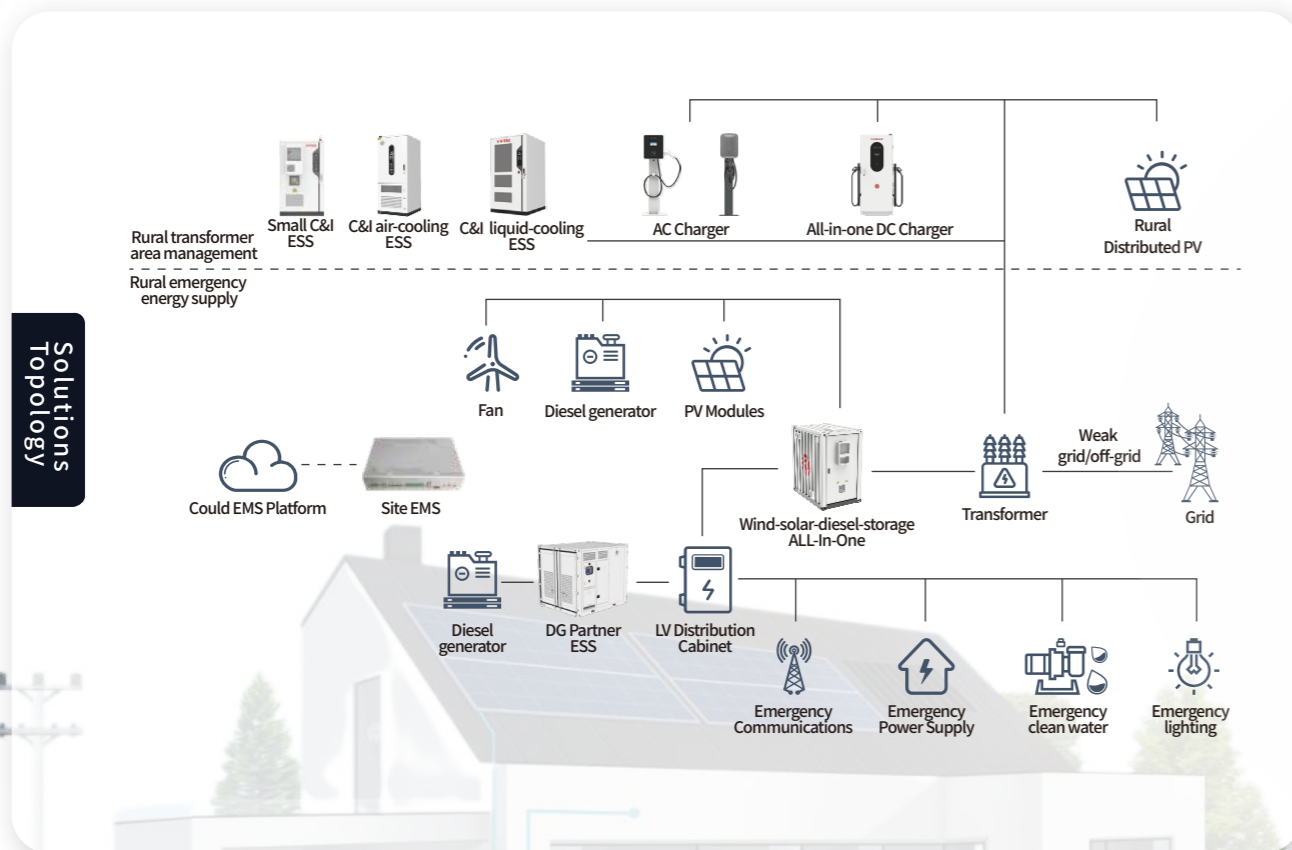 Solutions
Topology
Small C&I
ESS
C&I air-cooling
ESS
C&I liquid-cooling
ESS
AC Charger
All-in-one DC Charger
Rural
Distributed PV
Rural transformer
area management
Rural emergency
energy supply
Fan
Diesel generator
PV Modules
Could EMS Platform
Site EMS
Wind-solar-diesel-storage
ALL-In-One
Transformer
Weak
grid/off-grid
Grid
Diesel
generator
DG Partner
ESS
LV Distribution
Cabinet
Emergency
Communications
Emergency
Power Supply
Emergency
clean water
Emergency
lighting